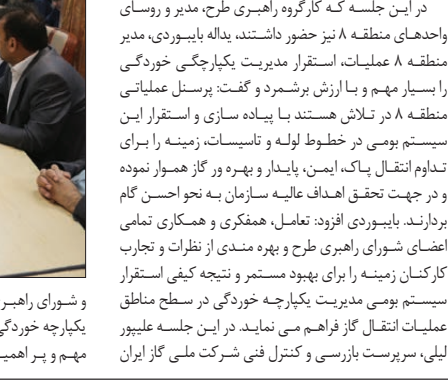 در این جلسه که کارگروه راهبری طرح، مدیر و روسای
واحدهای منطقه ۸ نیز حضور داشتند، یداله بایبوردی، مدیر
منطقه ۸ عملیات، استقرار مدیریت یکپارچگی خوردگی
را بسیار مهم و با ارزش برشمرد و گفت: پرسنل عملیاتی
منطقه ۸ در تلاش هستند با پیاده سازی و استقرار این
سیستم بومی در خطوط لوله و تاسیسات، زمینه را برای
تداوم انتقال پاک، ایمن، پایدار و بهره ور گاز هموار نموده
و در جهت تحقق اهداف عالیه سازمان به نحو احسن گام
بردارند. بایبوردی افزود: تعامل، همفکری و همکاری تمامی
اعضای شورای راهبری طرح و بهره مندی از نظرات و تجارب
کارکنان زمینه را برای بهبود مستمر و نتیجه کیفی استقرار
سیستم بومی مدیریت یکپارچه خوردگی در سطح مناطق
عملیات انتقال گاز فراهم می نماید. در این جلسه علیپور
لیلی، سرپرست بازرسی و کنترل فنی شرکت ملی گاز ایران
و شورای راهبر
یکپارچه خوردگی
مهم و پر اهمی